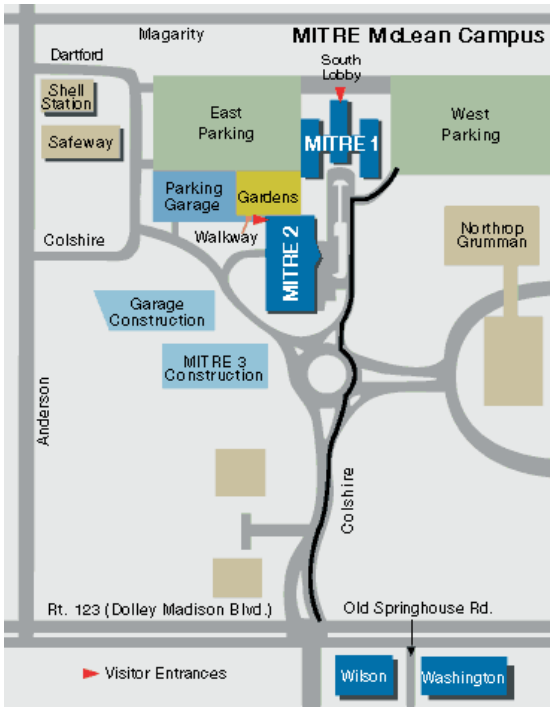 Magarity
MITRE McLean Campus
Dartford
South
Lobby
Shell
Station
East
Parking
West
Parking
Safeway
MITRE 1
Parking
Garage
Gardens
Northrop
Grumman
Colshire
Walkway
MITRE 2
Garage
Construction
MITRE 3
Construction
Anderson
Colshire
Rt. 123 (Dolley Madison Blvd.)
Old Springhouse Rd.
Visitor Entrances
Wilson
Washington